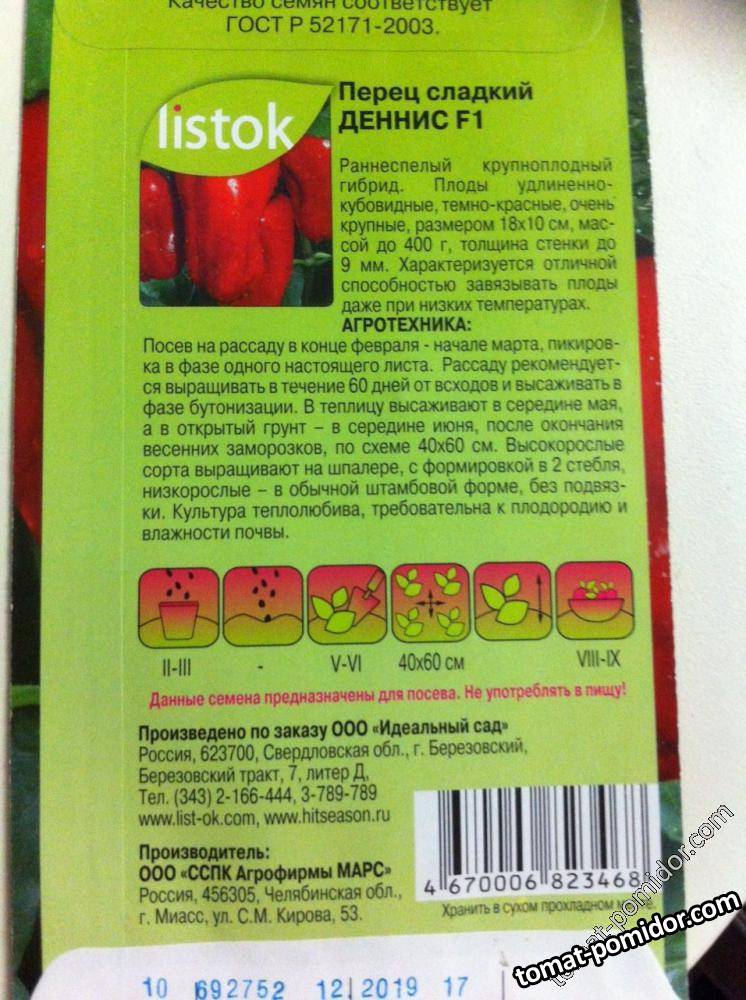 Качество семян соответствует
ГОСТ Р 52171-2003.
listok
Перец сладкий
ДЕННИС F1
Раннеспелый крупноплодный
гибрид. Плоды удлиненно-
кубовидные, темно-красные, очень
крупные, размером 18х10 см, мас-
сой до 400 г, толщина стенки до
9 мм. Характеризуется отличной
способностью завязывать плоды
даже при низких температурах.
АГРОТЕХНИКА:
Посев на рассаду в конце февраля - начале марта, пикиров-
ка в фазе одного настоящего листа. Рассаду рекомендует-
ся выращивать в течение 60 дней от всходов и высаживать в
фазе бутонизации. В теплицу высаживают в середине мая,
а в открытый грунт – в середине июня, после окончания
весенних заморозков, по схеме 40х60 см. Высокорослые
сорта выращивают на шпалере, с формировкой в 2 стебля,
низкорослые – в обычной штамбовой форме, без подвяз-
ки. Культура теплолюбива, требовательна к плодородию и
влажности почвы.
II-III - V-VI 40х60 см VIII-IX
Данные семена предназначены для посева. Не употреблять в пищу!
Произведено по заказу ООО «Идеальный сад»
Россия, 623700, Свердловская обл., г. Березовский,
Березовский тракт, 7, литер Д,
Тел. (343) 2-166-444, 3-789-789
www.list-ok.com, www.hitseason.ru
Производитель:
ООО «ССПК Агрофирмы МАРС»
Россия, 456305, Челябинская обл.,
г. Миасс, ул. С.М. Кирова, 53.
4 670006 823468
Хранить в сухом прохладном
tomat-pomidor.com
10 692752 12 2019 17
tomat-pomidor.com